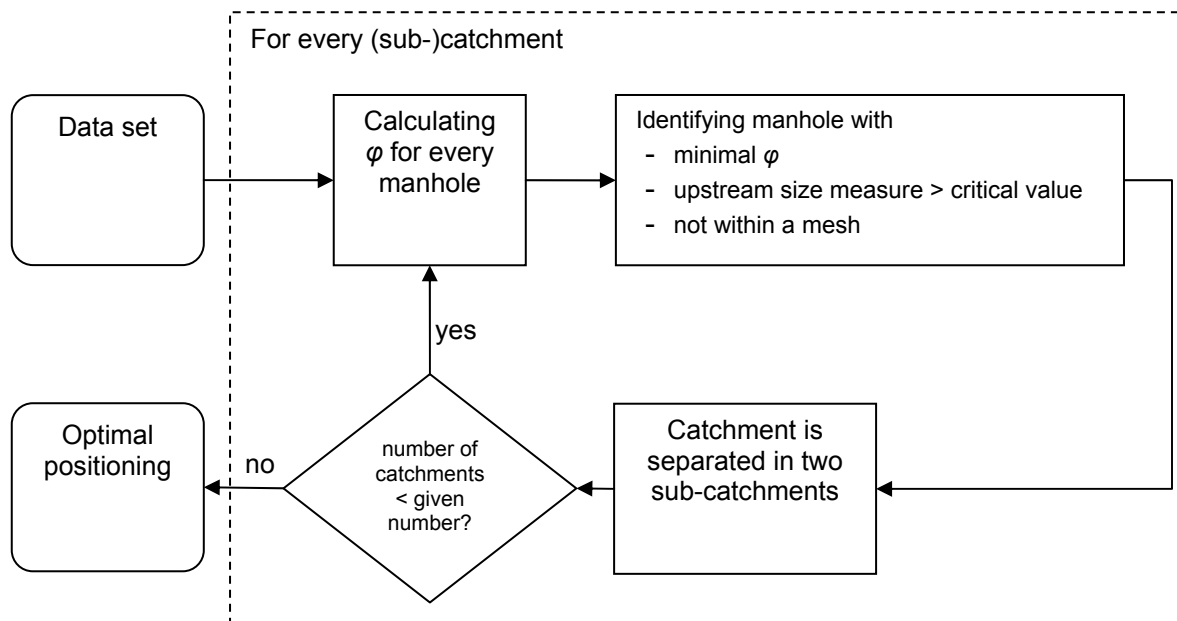 For every (sub-)catchment
Data set
Calculating
φ for every
manhole
Identifying manhole with
- minimal φ
- upstream size measure > critical value
- not within a mesh
yes
Optimal
positioning
no
number of
catchments
< given
number?
Catchment is
separated in two
sub-catchments